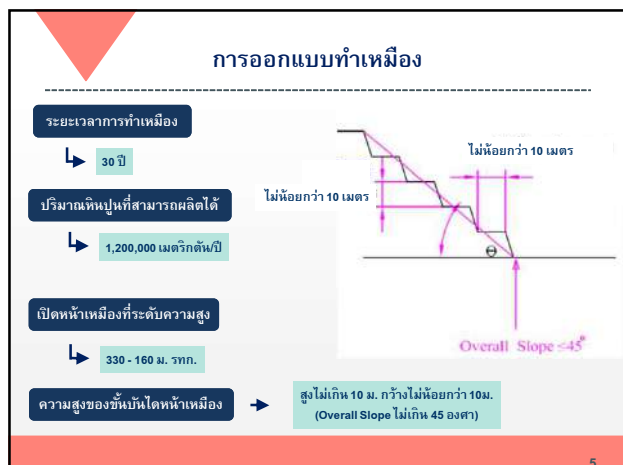 การออกแบบทำเหมือง
ระยะเวลาการทำเหมือง
30 ปี
ปริมาณหินปูนที่สามารถผลิตได้
1,200,000 เมตริกตัน/ปี
เปิดหน้าเหมืองที่ระดับความสูง
330 - 160 ม. รทก.
ความสูงของชั้นบันไดหน้าเหมือง
สูงไม่เกิน 10 ม. กว้างไม่น้อยกว่า 10ม.
(Overall Slope ไม่เกิน 45 องศา)
ไม่น้อยกว่า 10 เมตร
ไม่น้อยกว่า 10 เมตร
Θ
Overall Slope ≤45°
5